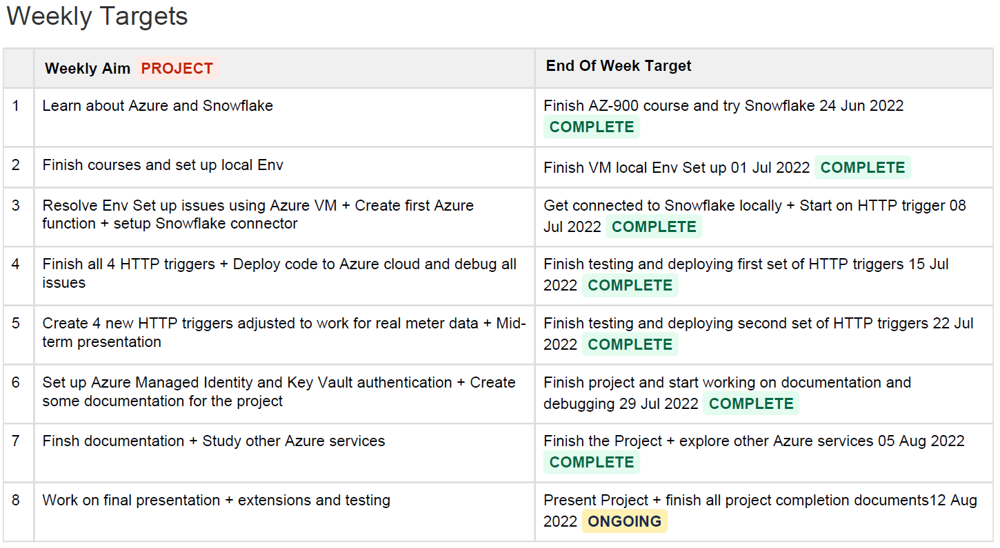 Weekly Targets
Weekly Aim PROJECT
End Of Week Target
1
Learn about Azure and Snowflake
Finish AZ-900 course and try Snowflake 24 Jun 2022
COMPLETE
2
Finish courses and set up local Env
Finish VM local Env Set up 01 Jul 2022 COMPLETE
3
Resolve Env Set up issues using Azure VM + Create first Azure
function + setup Snowflake connector
Get connected to Snowflake locally + Start on HTTP trigger 08
Jul 2022 COMPLETE
4
Finish all 4 HTTP triggers + Deploy code to Azure cloud and debug all
issues
Finish testing and deploying first set of HTTP triggers 15 Jul
2022 COMPLETE
5
Create 4 new HTTP triggers adjusted to work for real meter data + Mid-
term presentation
Finish testing and deploying second set of HTTP triggers 22 Jul
2022 COMPLETE
6
Set up Azure Managed Identity and Key Vault authentication + Create
some documentation for the project
Finish project and start working on documentation and
debugging 29 Jul 2022 COMPLETE
7
Finsh documentation + Study other Azure services
Finish the Project + explore other Azure services 05 Aug 2022
COMPLETE
8
Work on final presentation + extensions and testing
Present Project + finish all project completion documents12 Aug
2022 ONGOING